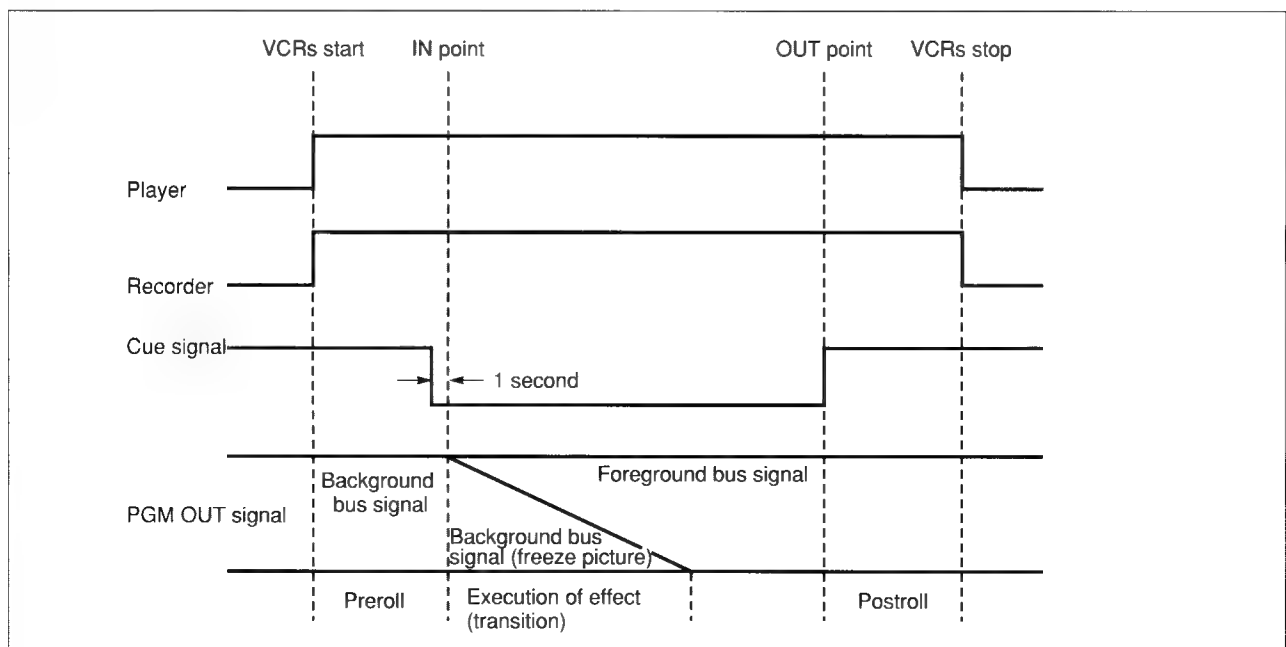 VCRs start IN point OUT point VCRs stop
Player
Recorder
Cue signal
1 second
Foreground bus signal
Background
bus signal
PGM OUT signal
Background bus
signal (freeze picture)
Preroll Execution of effect Postroll
(transition)